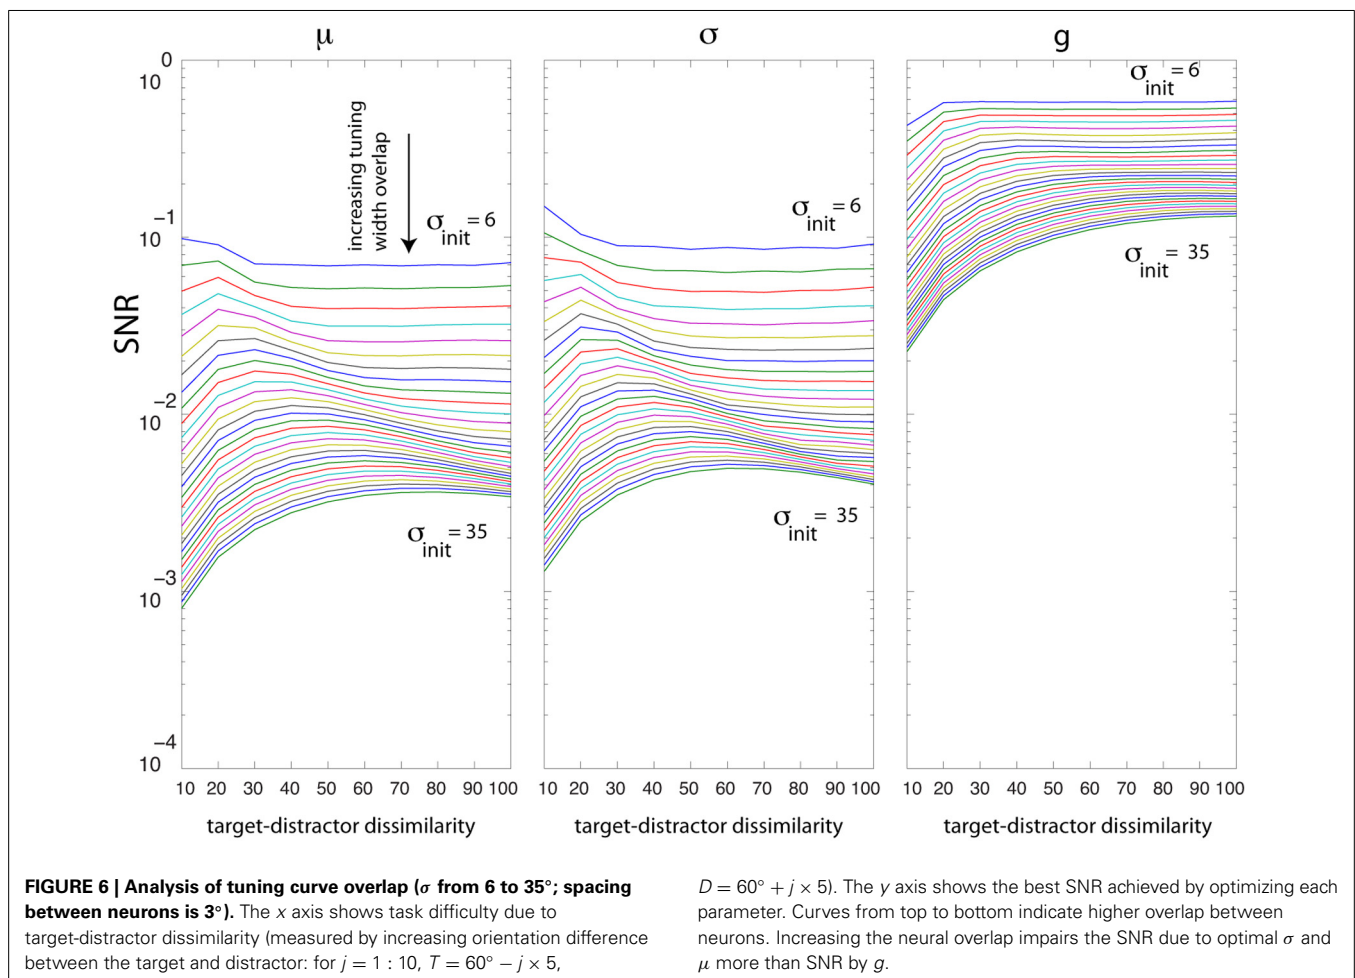 μ
σ
g
SNR
10 0
10 −1
10 −2
10 −3
10 −4
increasing tuning
width overlap
σinit = 6
σinit = 35
10 20 30 40 50 60 70 80 90 100
target-distractor dissimilarity
σinit = 6
σinit = 35
10 20 30 40 50 60 70 80 90 100
target-distractor dissimilarity
σinit = 6
σinit = 35
10 20 30 40 50 60 70 80 90 100
target-distractor dissimilarity
FIGURE 6 | Analysis of tuning curve overlap (σ from 6 to 35°; spacing
between neurons is 3°). The x axis shows task difficulty due to
target-distractor dissimilarity (measured by increasing orientation difference
between the target and distractor: for j = 1 : 10, T = 60° − j × 5,
D = 60° + j × 5). The y axis shows the best SNR achieved by optimizing each
parameter. Curves from top to bottom indicate higher overlap between
neurons. Increasing the neural overlap impairs the SNR due to optimal σ and
μ more than SNR by g.